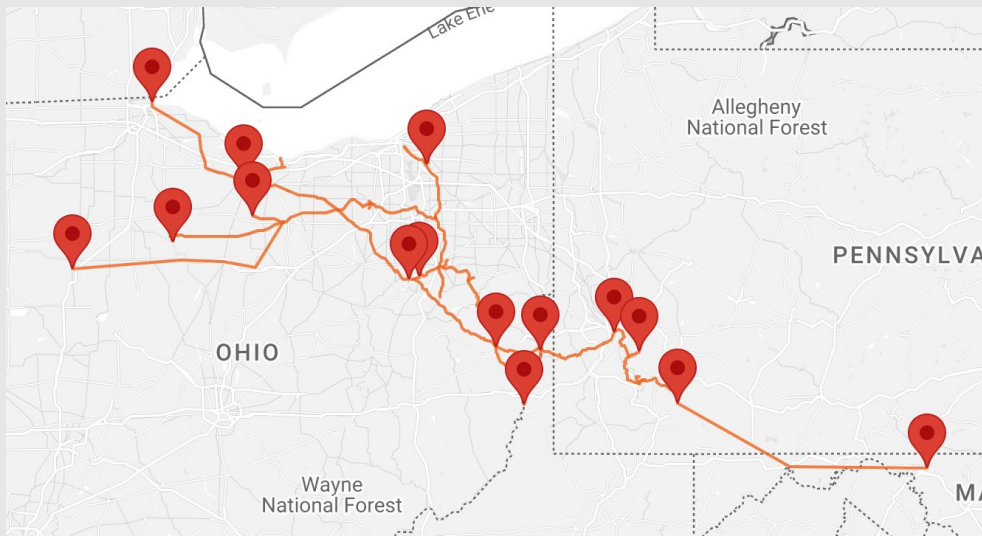 Lake Erie
Allegheny
National Forest
PENNSYLVA
OHIO
Wayne
National Forest
MA